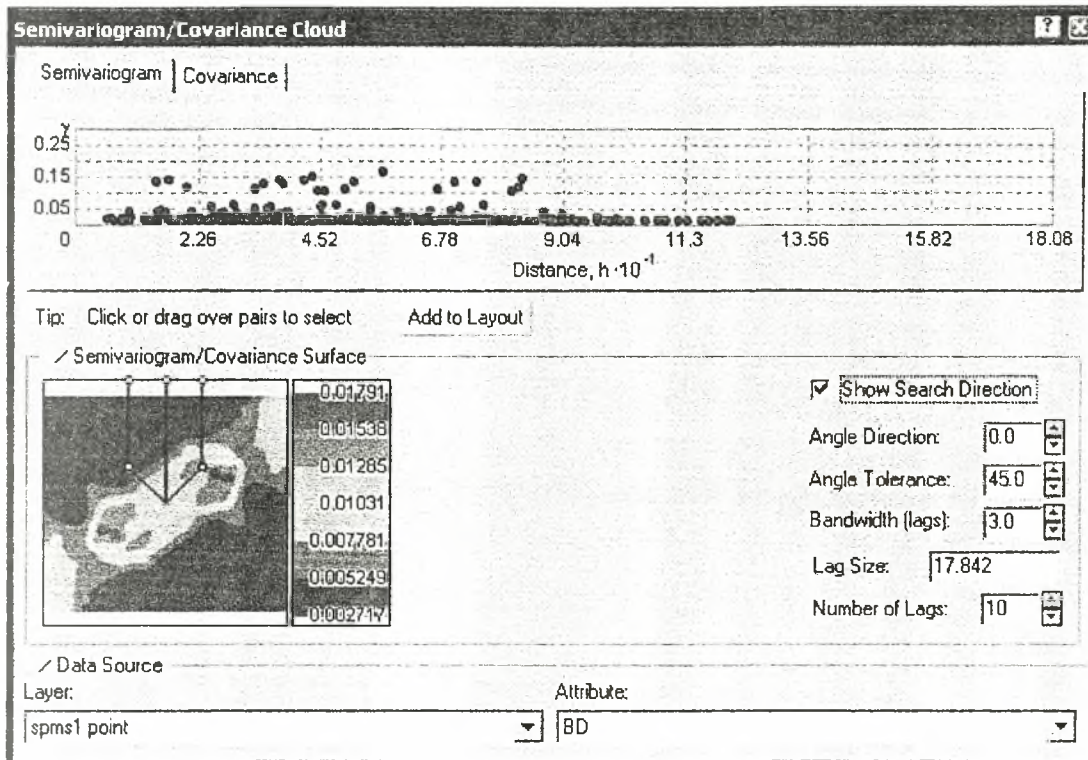 Semivariogram/Covariance Cloud
Semivariogram Covariance
γ
0.25
0.15
0.05
0 2.26 4.52 6.78 9.04 11.3 13.56 15.82 18.08
Distance, h ·10⁻¹
Tip: Click or drag over pairs to select Add to Layout
Semivariogram/Covariance Surface
0.01791
0.01538
0.01285
0.01031
0.007781
0.005249
0.002717
Show Search Direction
Angle Direction: 0.0
Angle Tolerance: 45.0
Bandwidth (lags): 3.0
Lag Size: 17.842
Number of Lags: 10
Data Source
Layer: Attribute:
spms1 point BD